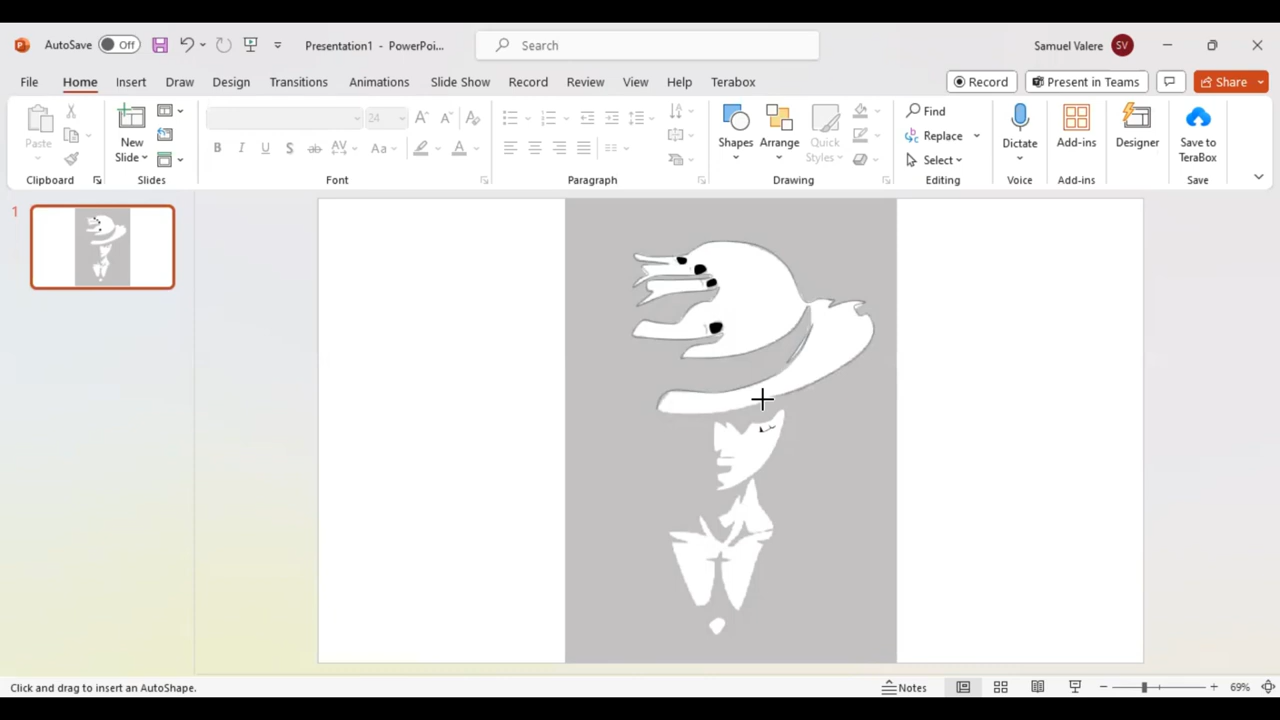 AutoSave Off Presentation1 - PowerPoi... Search Samuel Valere SV
File Home Insert Draw Design Transitions Animations Slide Show Record Review View Help Terabox Record Present in Teams Share
Paste New Slide 24 B I U S ab AV Aa A A A A Shapes Arrange Quick Styles Find Replace Select Dictate Add-ins Designer Save to TeraBox
Clipboard Slides Font Paragraph Drawing Editing Voice Add-ins Save
1
Click and drag to insert an AutoShape. Notes 69%